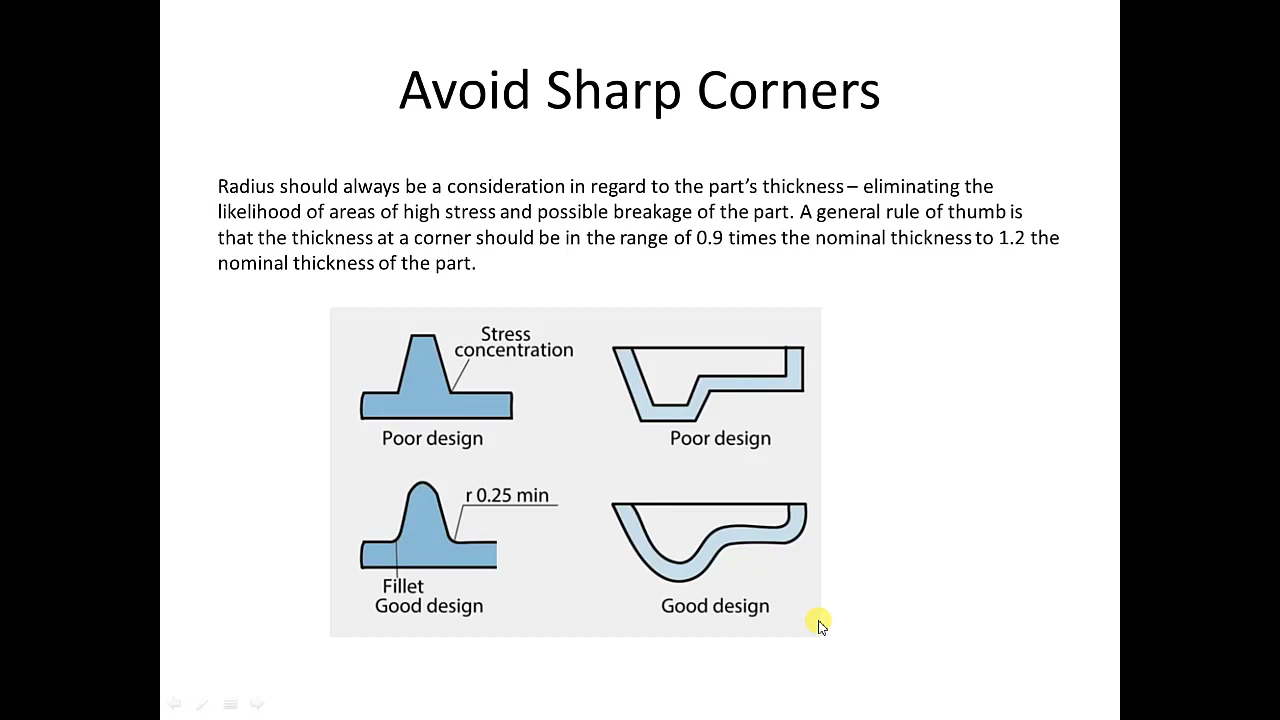 Avoid Sharp Corners
Radius should always be a consideration in regard to the part’s thickness – eliminating the
likelihood of areas of high stress and possible breakage of the part. A general rule of thumb is
that the thickness at a corner should be in the range of 0.9 times the nominal thickness to 1.2 the
nominal thickness of the part.
Stress
concentration
Poor design
Poor design
r 0.25 min
Fillet
Good design
Good design